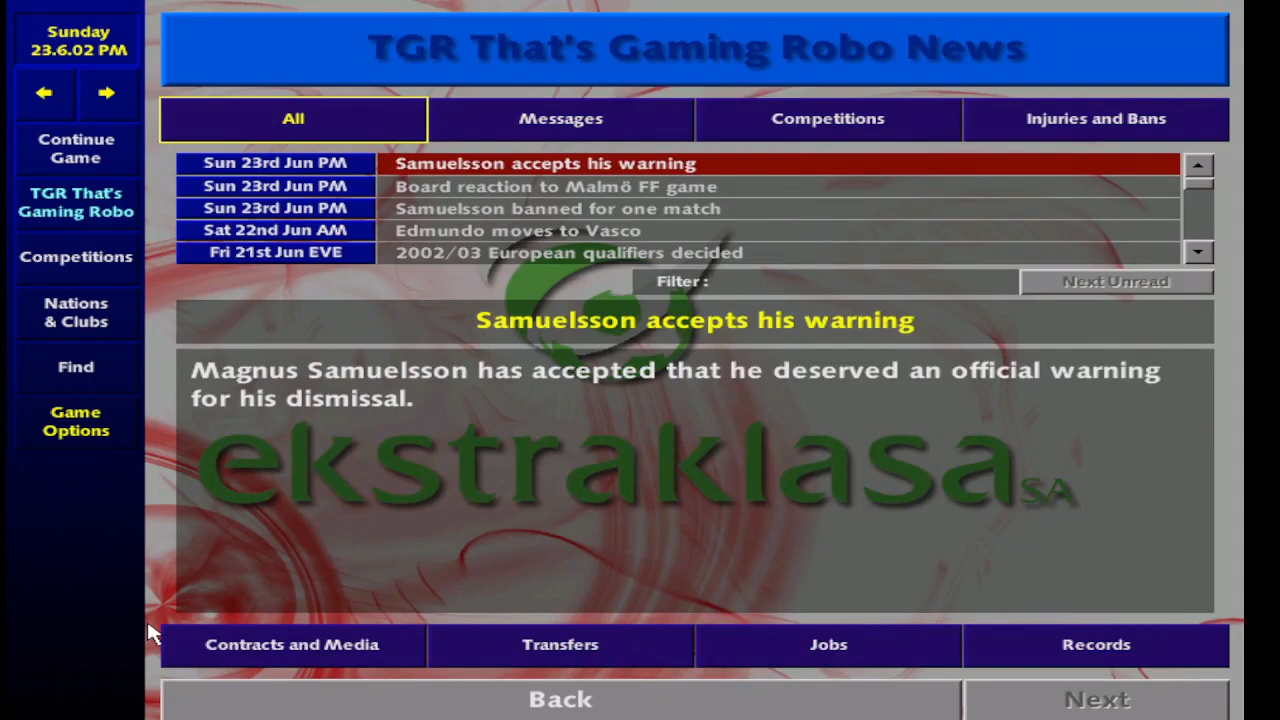 Sunday
23.6.02 PM
Continue
Game
TGR That's
Gaming Robo
Competitions
Nations
& Clubs
Find
Game
Options
TGR That's Gaming Robo News
All
Messages
Competitions
Injuries and Bans
Sun 23rd Jun PM Samuelsson accepts his warning
Sun 23rd Jun PM Board reaction to Malmö FF game
Sun 23rd Jun PM Samuelsson banned for one match
Sat 22nd Jun AM Edmundo moves to Vasco
Fri 21st Jun EVE 2002/03 European qualifiers decided
Filter :
Next Unread
Samuelsson accepts his warning
Magnus Samuelsson has accepted that he deserved an official warning
for his dismissal.
ekstraklasa SA
Contracts and Media
Transfers
Jobs
Records
Back
Next